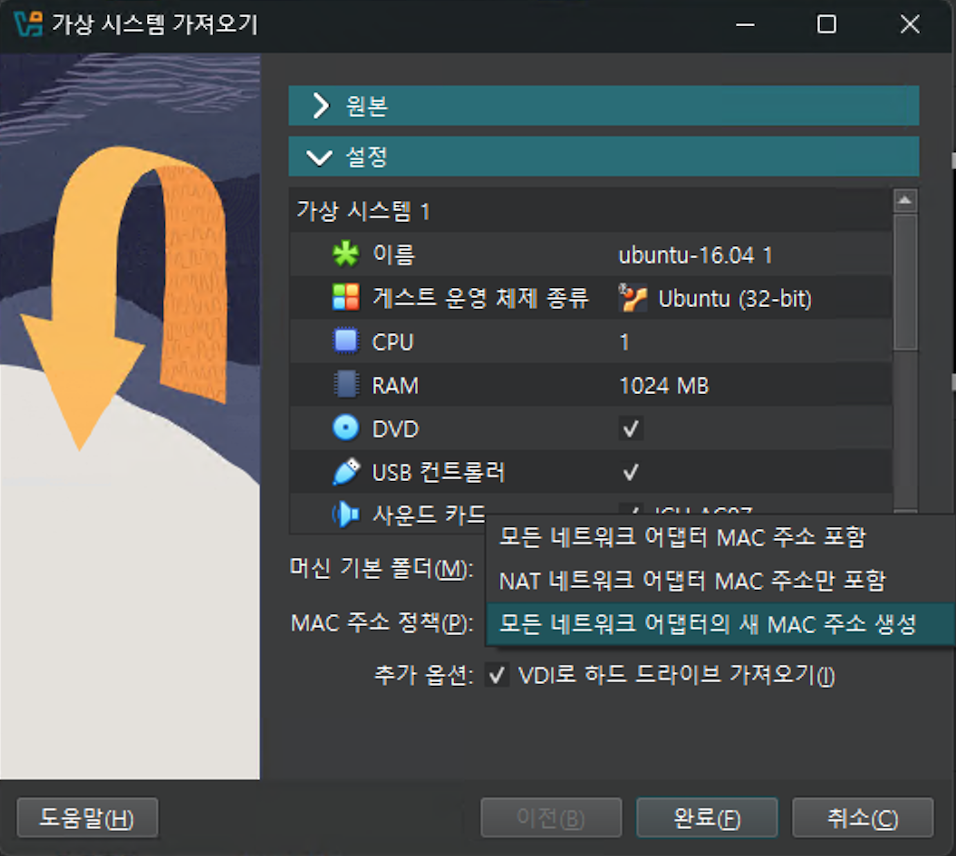 가상 시스템 가져오기
원본
설정
가상 시스템 1
이름 ubuntu-16.04 1
게스트 운영 체제 종류 Ubuntu (32-bit)
CPU 1
RAM 1024 MB
DVD ✓
USB 컨트롤러 ✓
사운드 카드
모든 네트워크 어댑터 MAC 주소 포함
머신 기본 폴더(M):
NAT 네트워크 어댑터 MAC 주소만 포함
MAC 주소 정책(P): 모든 네트워크 어댑터의 새 MAC 주소 생성
추가 옵션: ✓ VDI로 하드 드라이브 가져오기(I)
도움말(H) 이전(B) 완료(F) 취소(C)